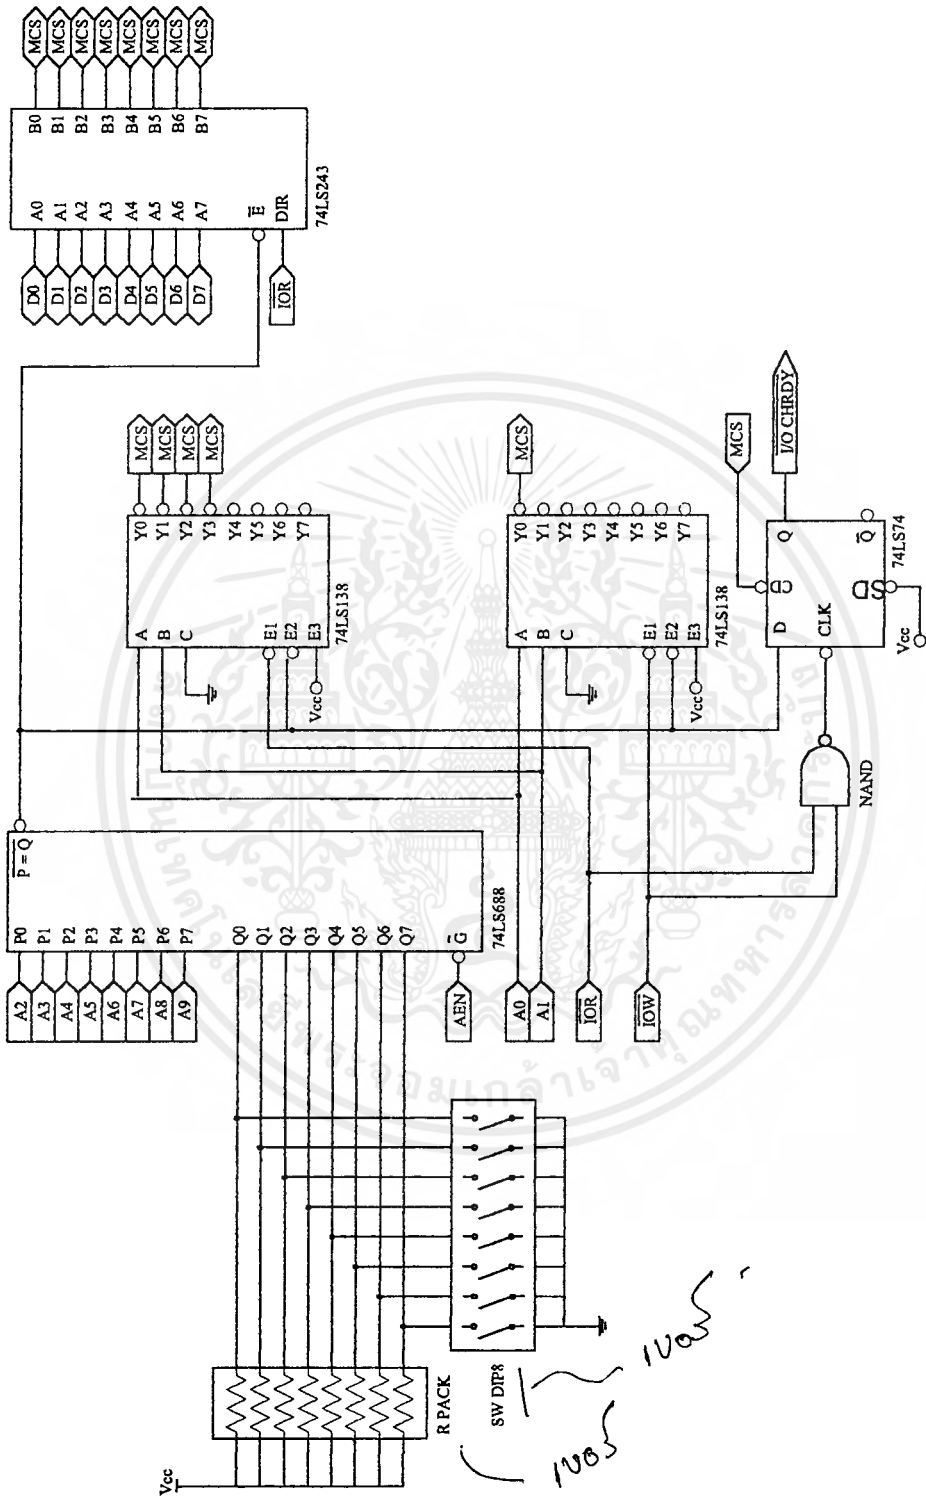 Vcc
R PACK
SW DIP8
A2
A3
A4
A5
A6
A7
A8
A9
P0
P1
P2
P3
P4
P5
P6
P7
Q0
Q1
Q2
Q3
Q4
Q5
Q6
Q7
P = Q
G
AEN
74LS688
A0
A1
IOR
IOW
A
B
C
E1
E2
E3
Vcc
Y0
Y1
Y2
Y3
Y4
Y5
Y6
Y7
74LS138
MCS
MCS
MCS
MCS
A
B
C
E1
E2
E3
Vcc
Y0
Y1
Y2
Y3
Y4
Y5
Y6
Y7
74LS138
MCS
NAND
D
CLK
CD
SD
Q
Q
74LS74
Vcc
MCS
I/O CHRDY
D0
D1
D2
D3
D4
D5
D6
D7
IOR
A0
A1
A2
A3
A4
A5
A6
A7
E
DIR
B0
B1
B2
B3
B4
B5
B6
B7
74LS243
MCS
MCS
MCS
MCS
MCS
MCS
MCS
MCS